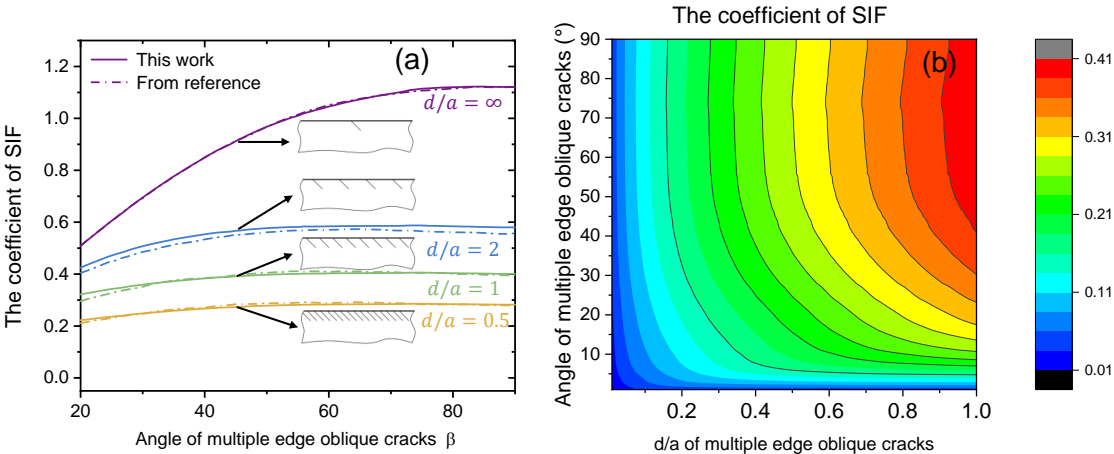 The coefficient of SIF
1.2
1.0
0.8
0.6
0.4
0.2
0.0
This work
From reference
(a)
d/a = ∞
d/a = 2
d/a = 1
d/a = 0.5
20
40
60
80
Angle of multiple edge oblique cracks β
The coefficient of SIF
(b)
Angle of multiple edge oblique cracks (°)
90
80
70
60
50
40
30
20
10
0.2
0.4
0.6
0.8
1.0
d/a of multiple edge oblique cracks
0.41
0.31
0.21
0.11
0.01